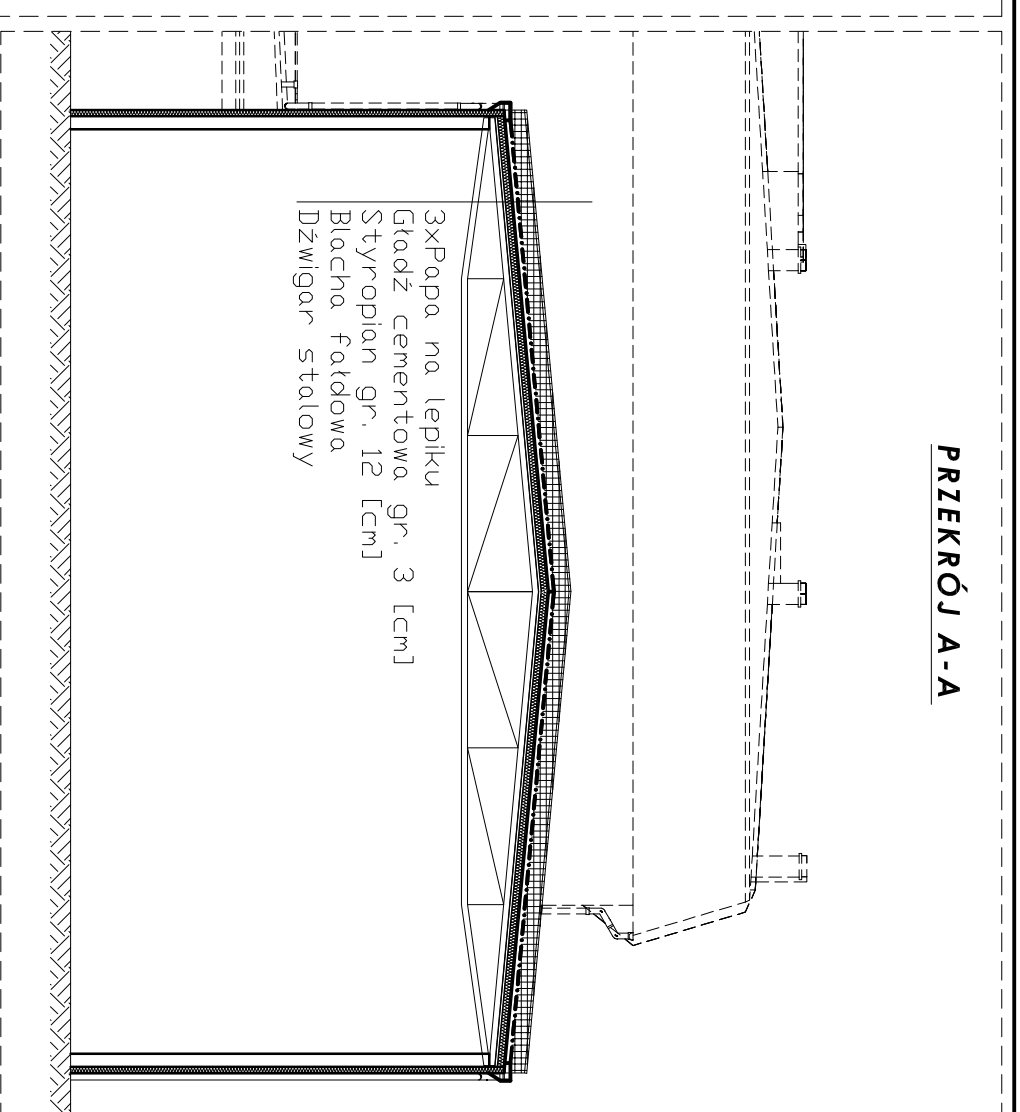 PRZEKRÓJ A-A
3xPapa na lepiku
Gładź cementowa gr. 3 [cm]
Styropian gr. 12 [cm]
Blacha fałdowa
Dźwigar stalowy